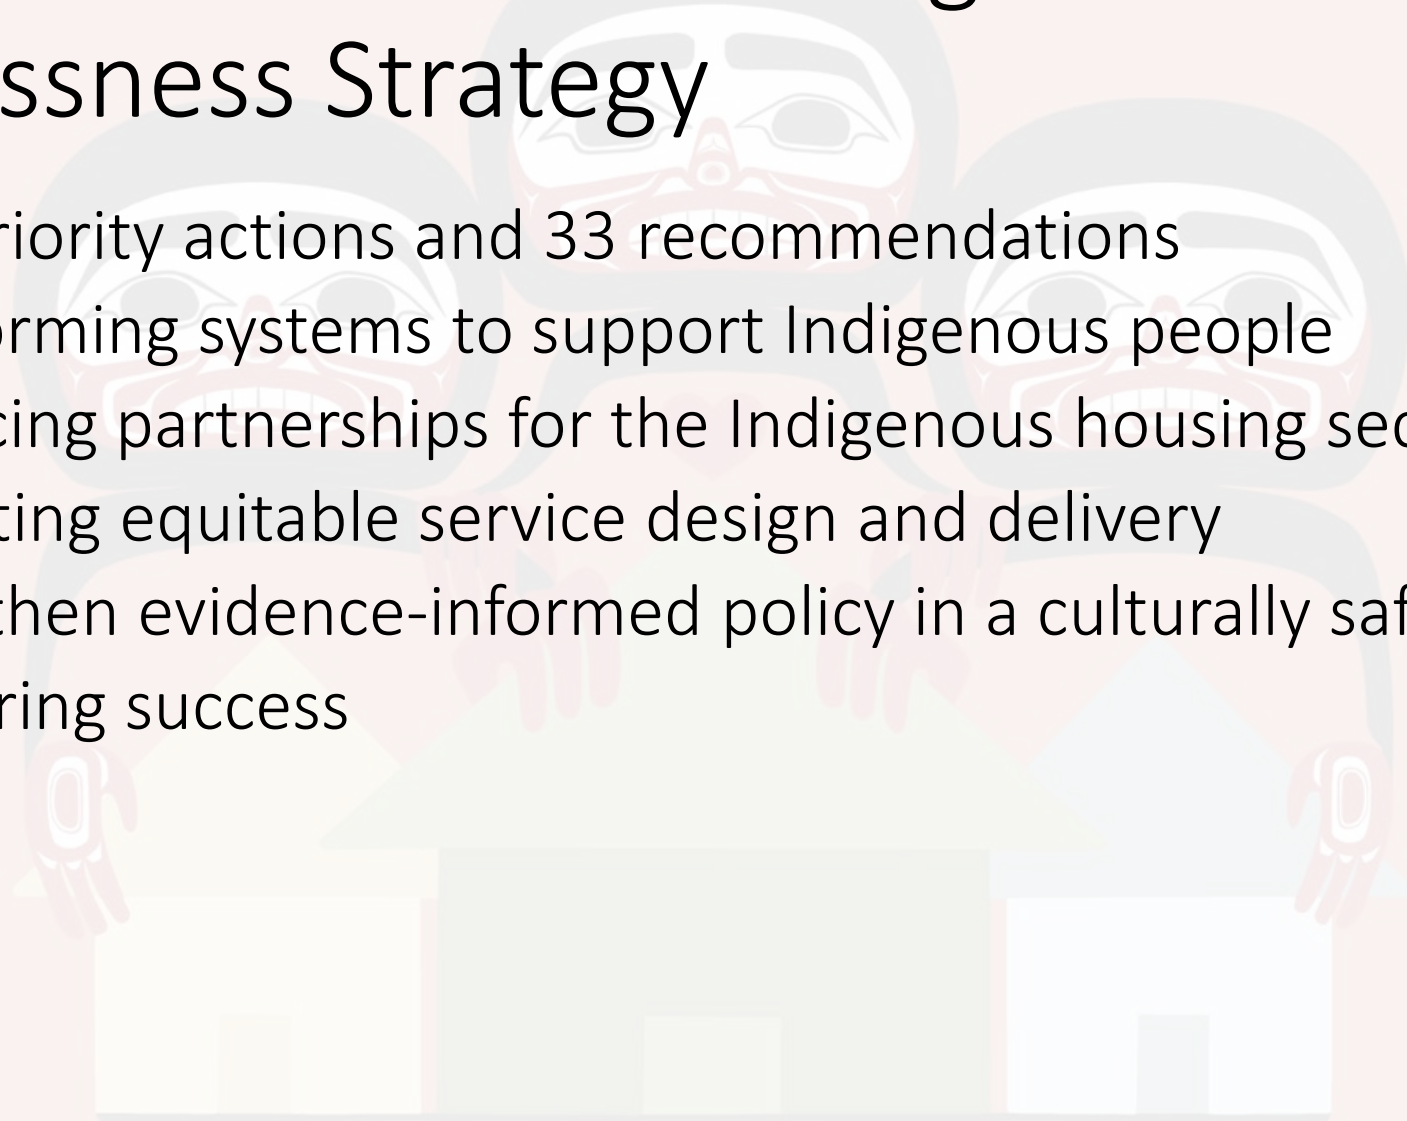 ssness Strategy
riority actions and 33 recommendations
orming systems to support Indigenous people
cing partnerships for the Indigenous housing sec
ting equitable service design and delivery
then evidence-informed policy in a culturally saf
ring success